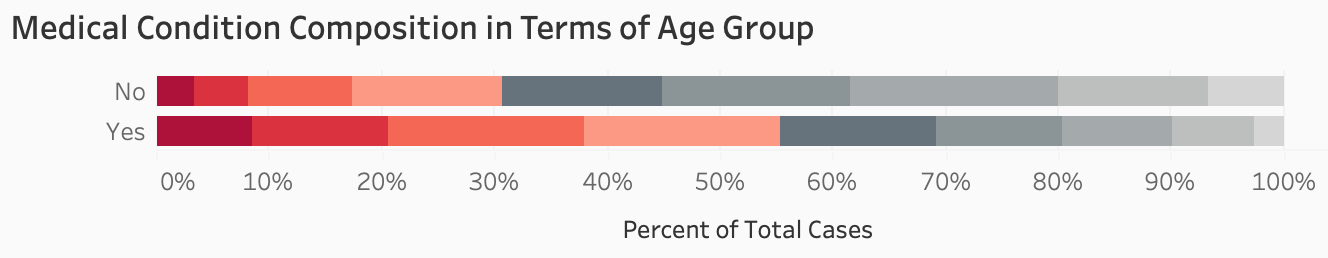 Medical Condition Composition in Terms of Age Group
No
Yes
0% 10% 20% 30% 40% 50% 60% 70% 80% 90% 100%
Percent of Total Cases